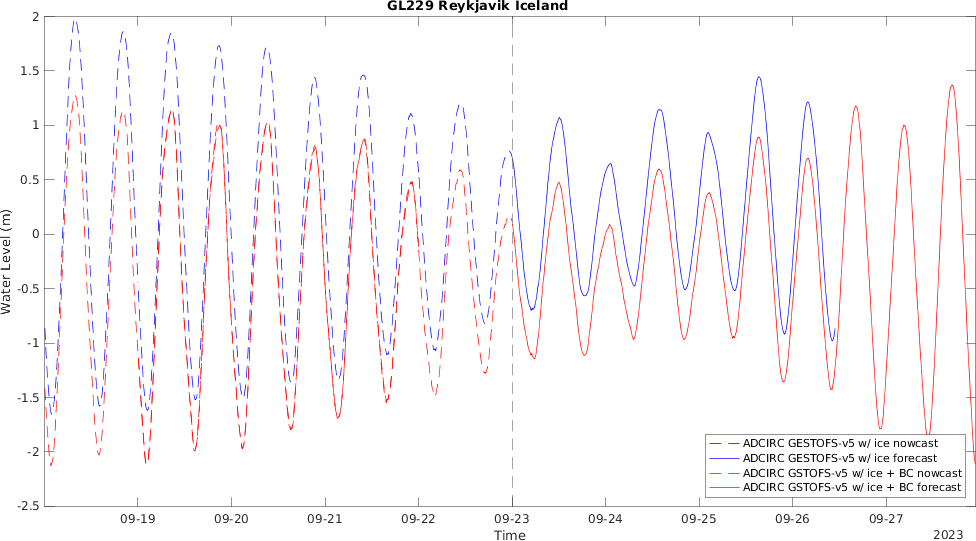 GL229 Reykjavik Iceland
2
1.5
1
0.5
0
-0.5
-1
-1.5
-2
-2.5
Water Level (m)
09-19
09-20
09-21
09-22
09-23
09-24
09-25
09-26
09-27
Time
2023
ADCIRC GESTOFS-v5 w/ ice nowcast
ADCIRC GESTOFS-v5 w/ ice forecast
ADCIRC GSTOFS-v5 w/ ice + BC nowcast
ADCIRC GSTOFS-v5 w/ ice + BC forecast